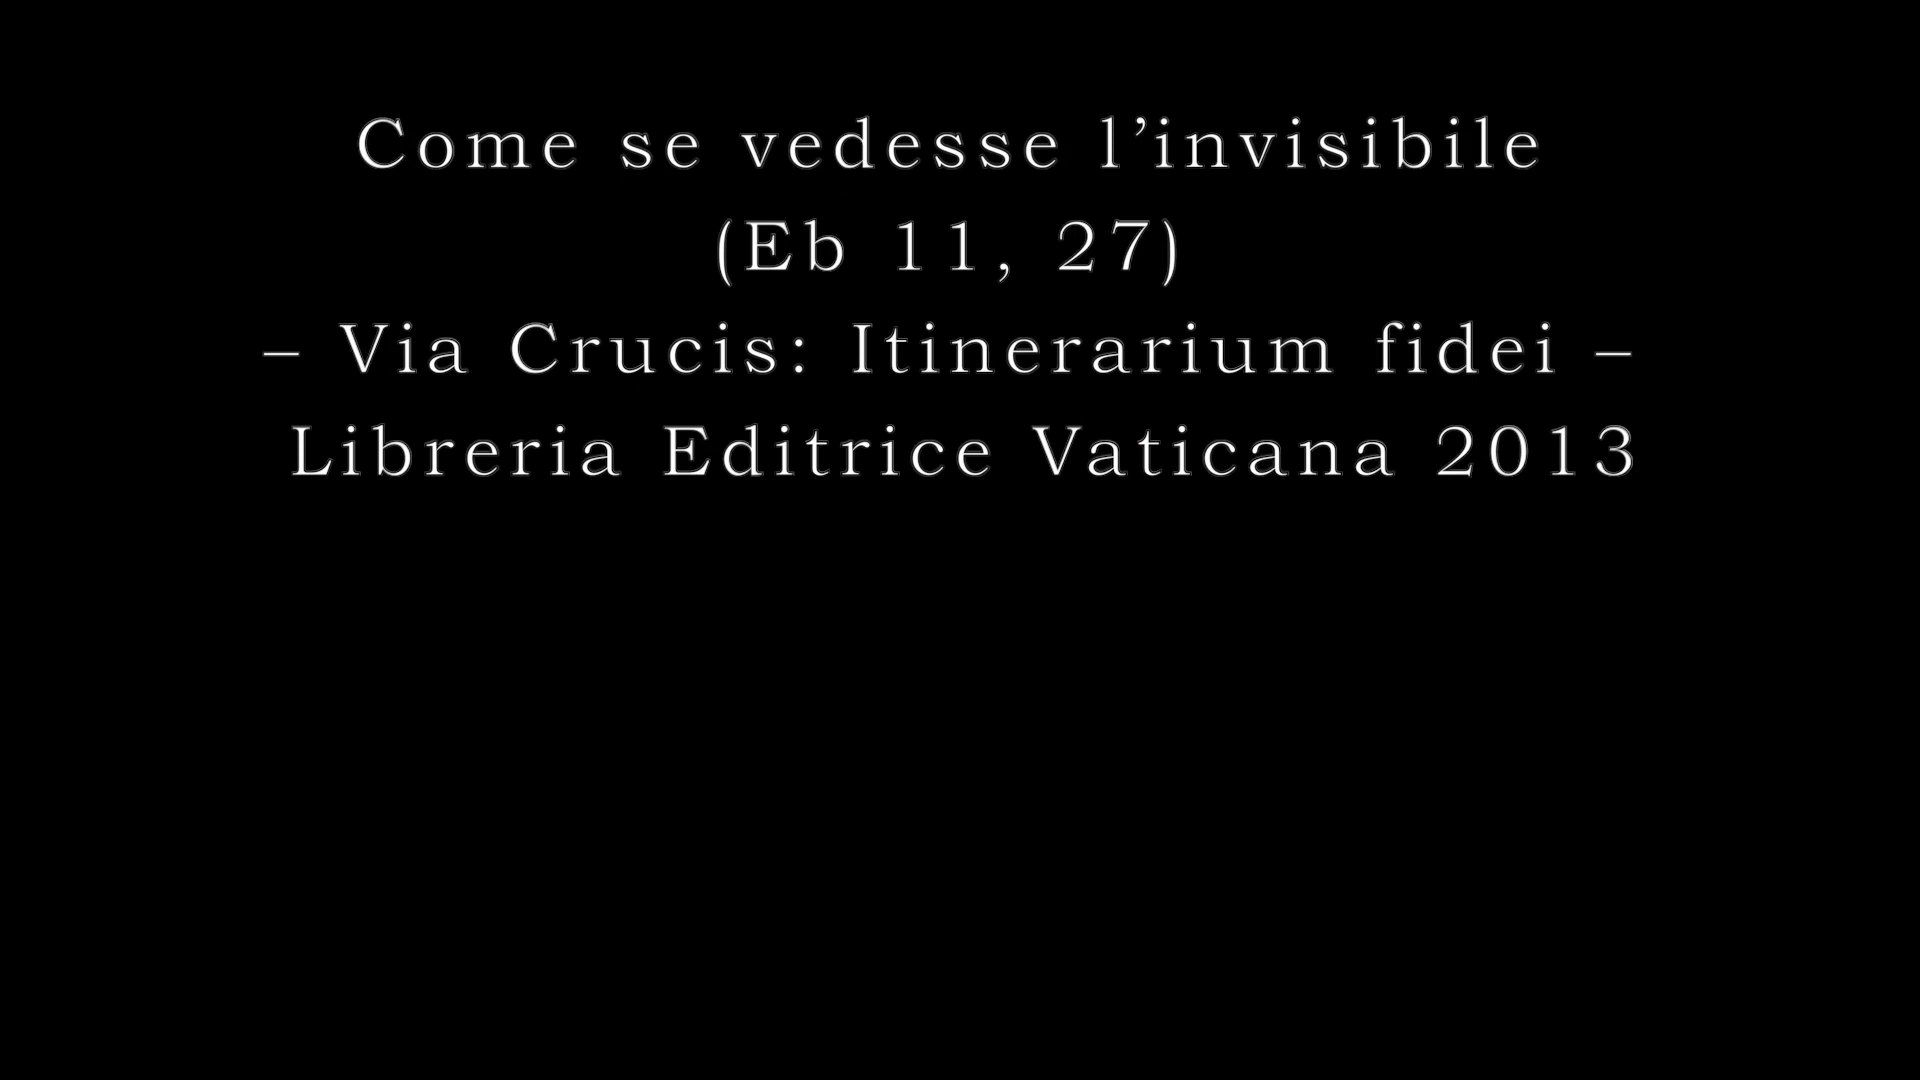 Come se vedesse l’invisibile
(Eb 11, 27)
– Via Crucis: Itinerarium fidei –
Libreria Editrice Vaticana 2013